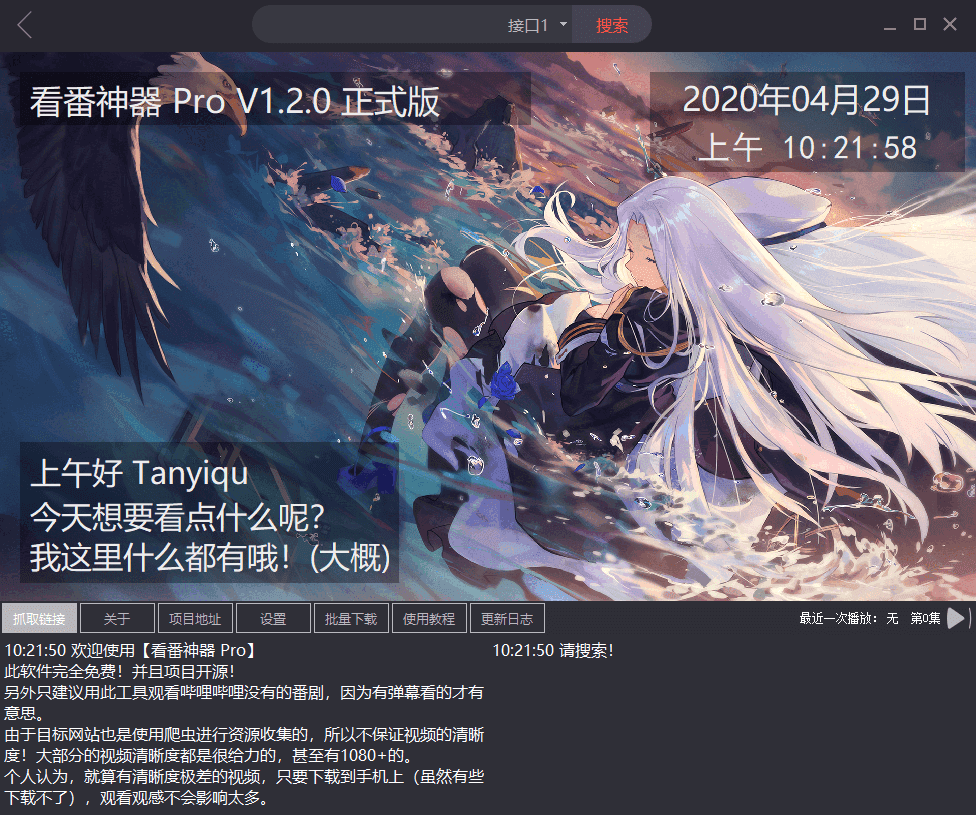 接口1 搜索
看番神器 Pro V1.2.0 正式版
2020年04月29日
上午 10:21:58
上午好 Tanyiqu
今天想要看点什么呢？
我这里什么都有哦！(大概)
抓取链接 关于 项目地址 设置 批量下载 使用教程 更新日志 最近一次播放：无 第0集
10:21:50 欢迎使用【看番神器 Pro】
此软件完全免费！并且项目开源！
另外只建议用此工具观看哔哩哔哩没有的番剧，因为有弹幕看的才有
意思。
由于目标网站也是使用爬虫进行资源收集的，所以不保证视频的清晰
度！大部分的视频清晰度都是很给力的，甚至有1080+的。
个人认为，就算有清晰度极差的视频，只要下载到手机上（虽然有些
下载不了），观看观感不会影响太多。
10:21:50 请搜索！